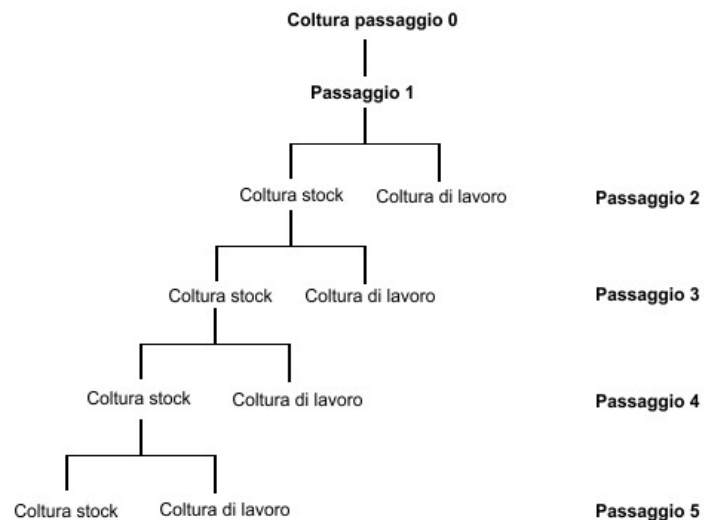 Coltura passaggio 0
Passaggio 1
Coltura stock Coltura di lavoro Passaggio 2
Coltura stock Coltura di lavoro Passaggio 3
Coltura stock Coltura di lavoro Passaggio 4
Coltura stock Coltura di lavoro Passaggio 5